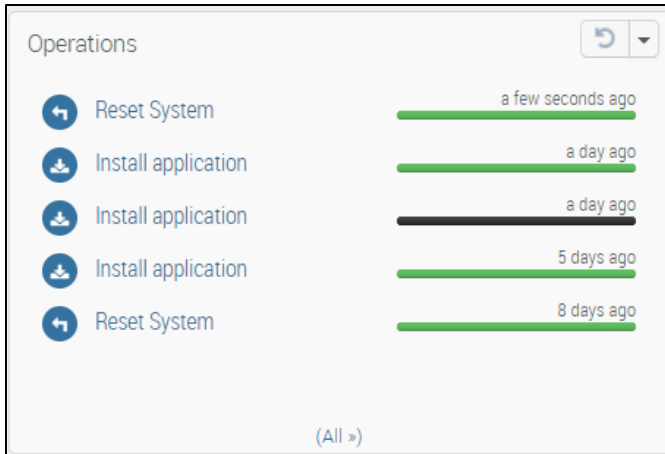 Operations
Reset System a few seconds ago
Install application a day ago
Install application a day ago
Install application 5 days ago
Reset System 8 days ago
(All »)